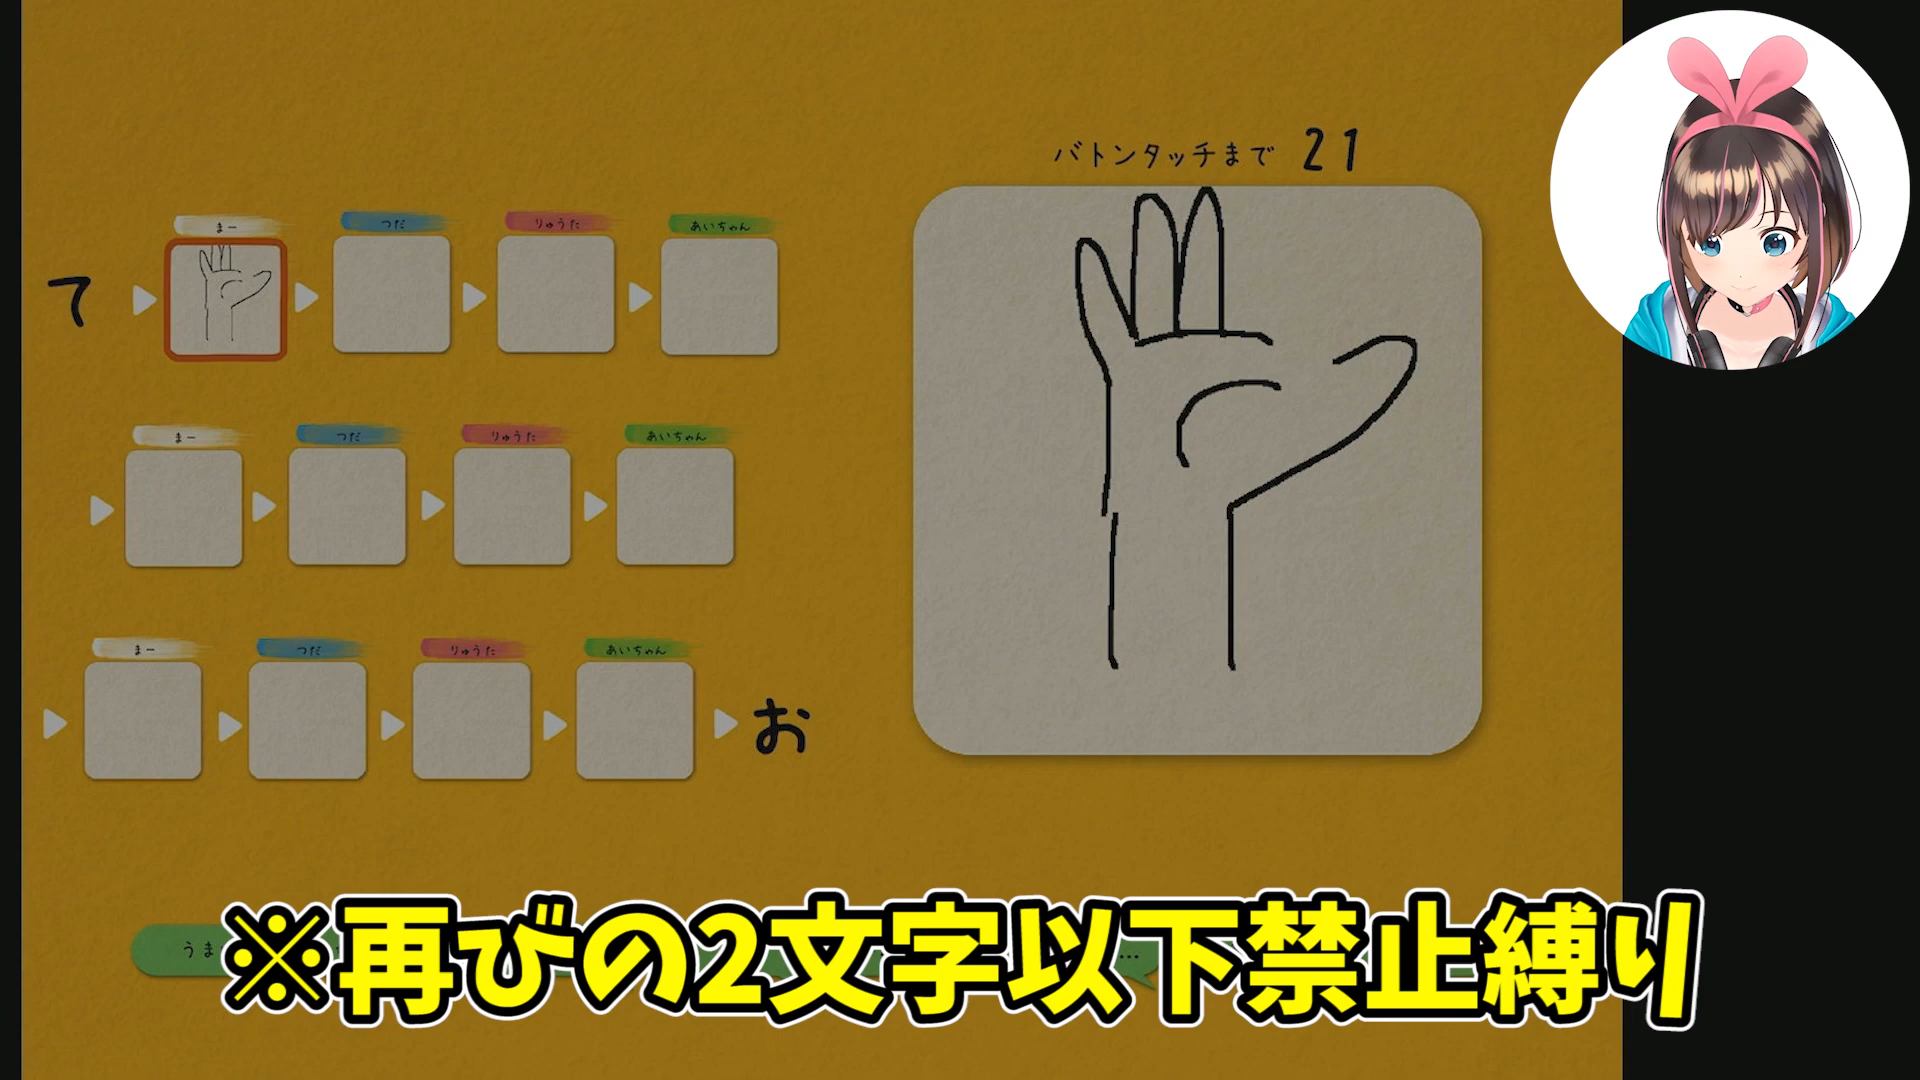 バトンタッチまで 21
まー つだ りゅうた あいちゃん
て
まー つだ りゅうた あいちゃん
まー つだ りゅうた あいちゃん
お
うま
※再びの2文字以下禁止縛り